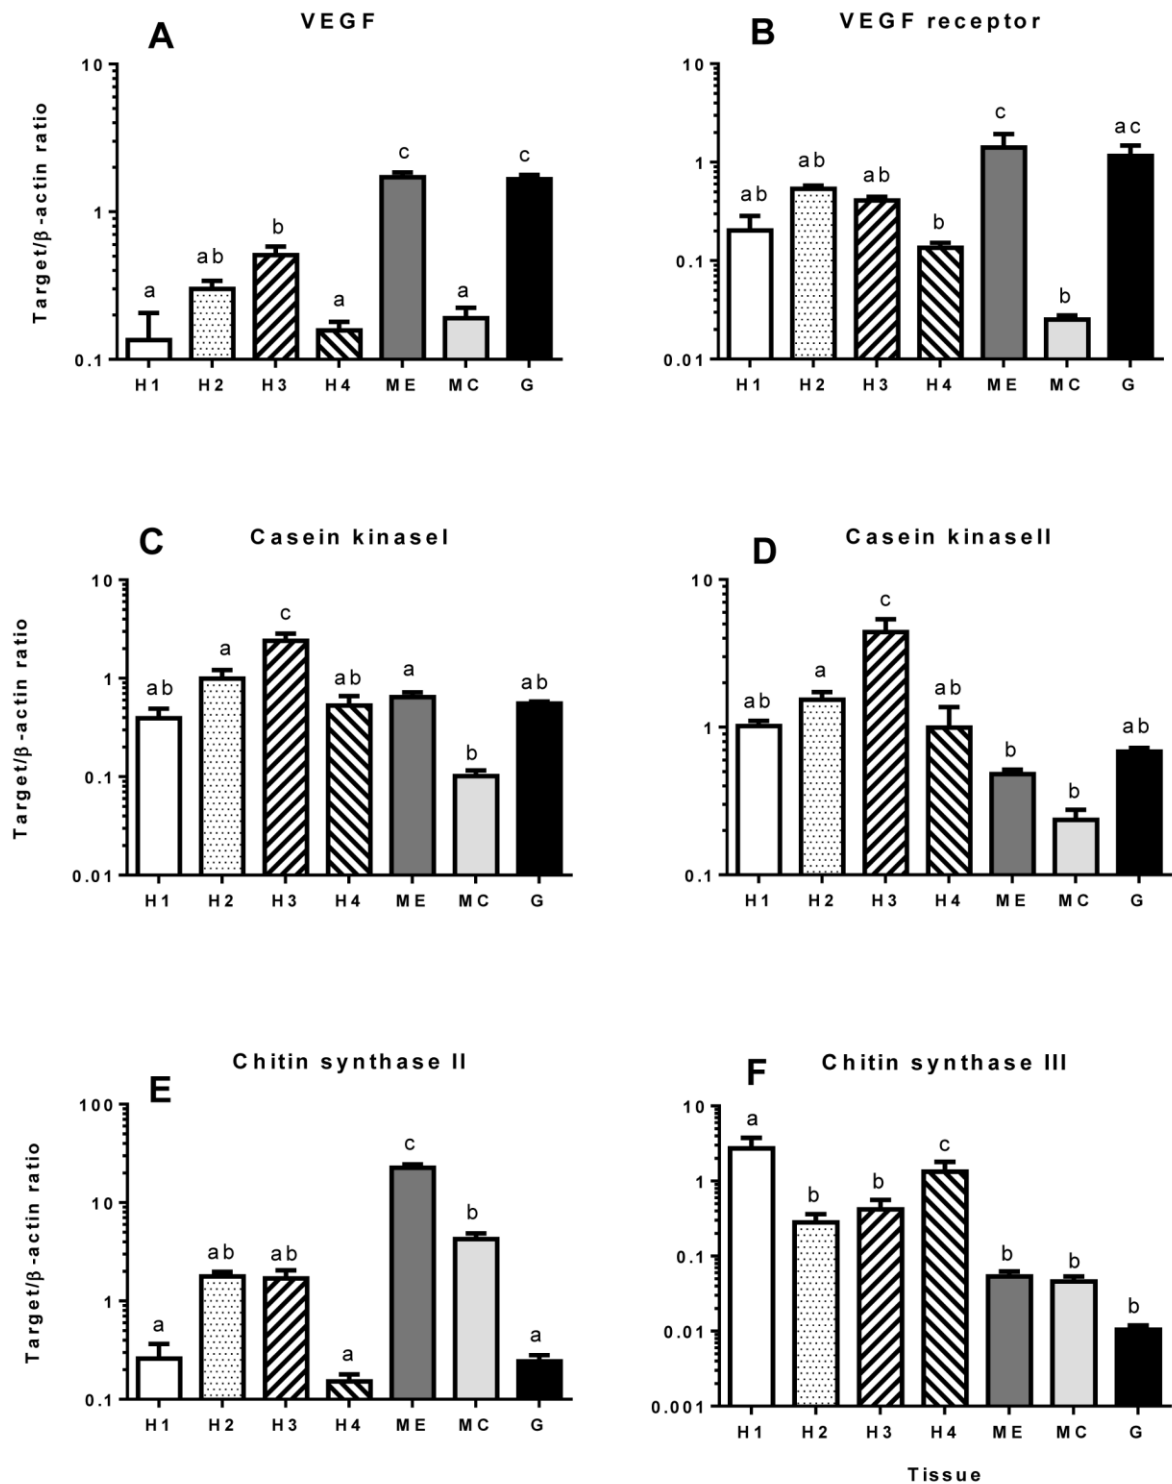 A
VEGF
Target/β-actin ratio
10
1
0.1
a
ab
b
a
c
a
c
H1 H2 H3 H4 ME MC G
B
VEGF receptor
10
1
0.1
0.01
ab
ab
ab
b
c
b
ac
H1 H2 H3 H4 ME MC G
C
Casein kinaseI
Target/β-actin ratio
10
1
0.1
0.01
ab
a
c
ab
a
b
ab
H1 H2 H3 H4 ME MC G
D
Casein kinaseII
10
1
0.1
ab
a
c
ab
b
b
ab
H1 H2 H3 H4 ME MC G
E
Chitin synthase II
Target/β-actin ratio
100
10
1
0.1
a
ab
ab
a
c
b
a
H1 H2 H3 H4 ME MC G
F
Chitin synthase III
10
1
0.1
0.01
0.001
a
b
b
c
b
b
b
H1 H2 H3 H4 ME MC G
Tissue